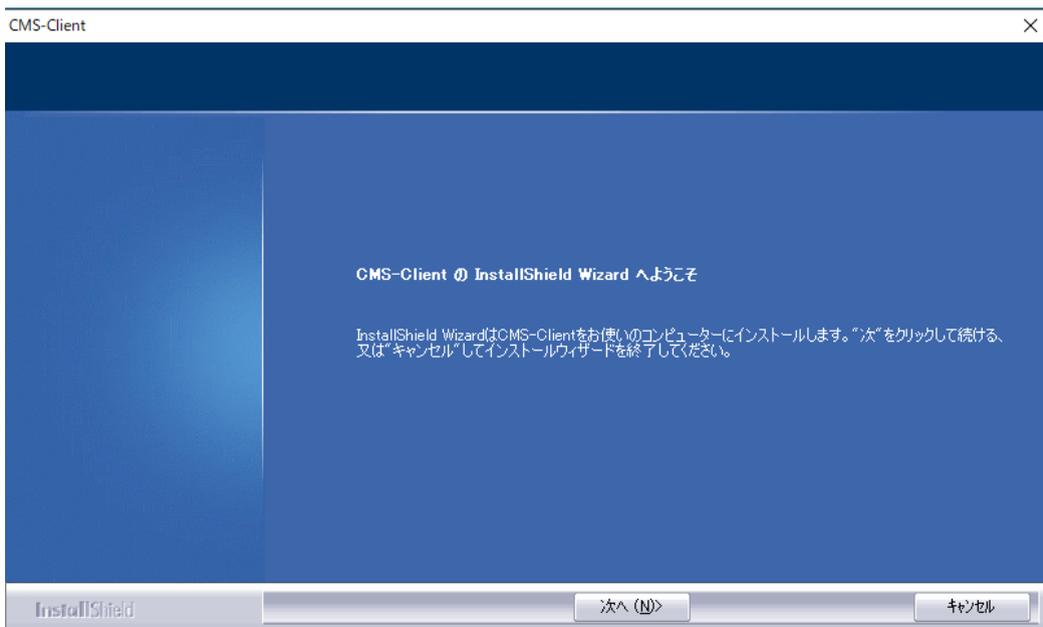 CMS-Client
CMS-Client の InstallShield Wizard へようこそ
InstallShield WizardはCMS-Clientをお使いのコンピューターにインストールします。"次"をクリックして続ける、
又は"キャンセル"してインストールウィザードを終了してください。
InstallShield
次へ (N)>
キャンセル